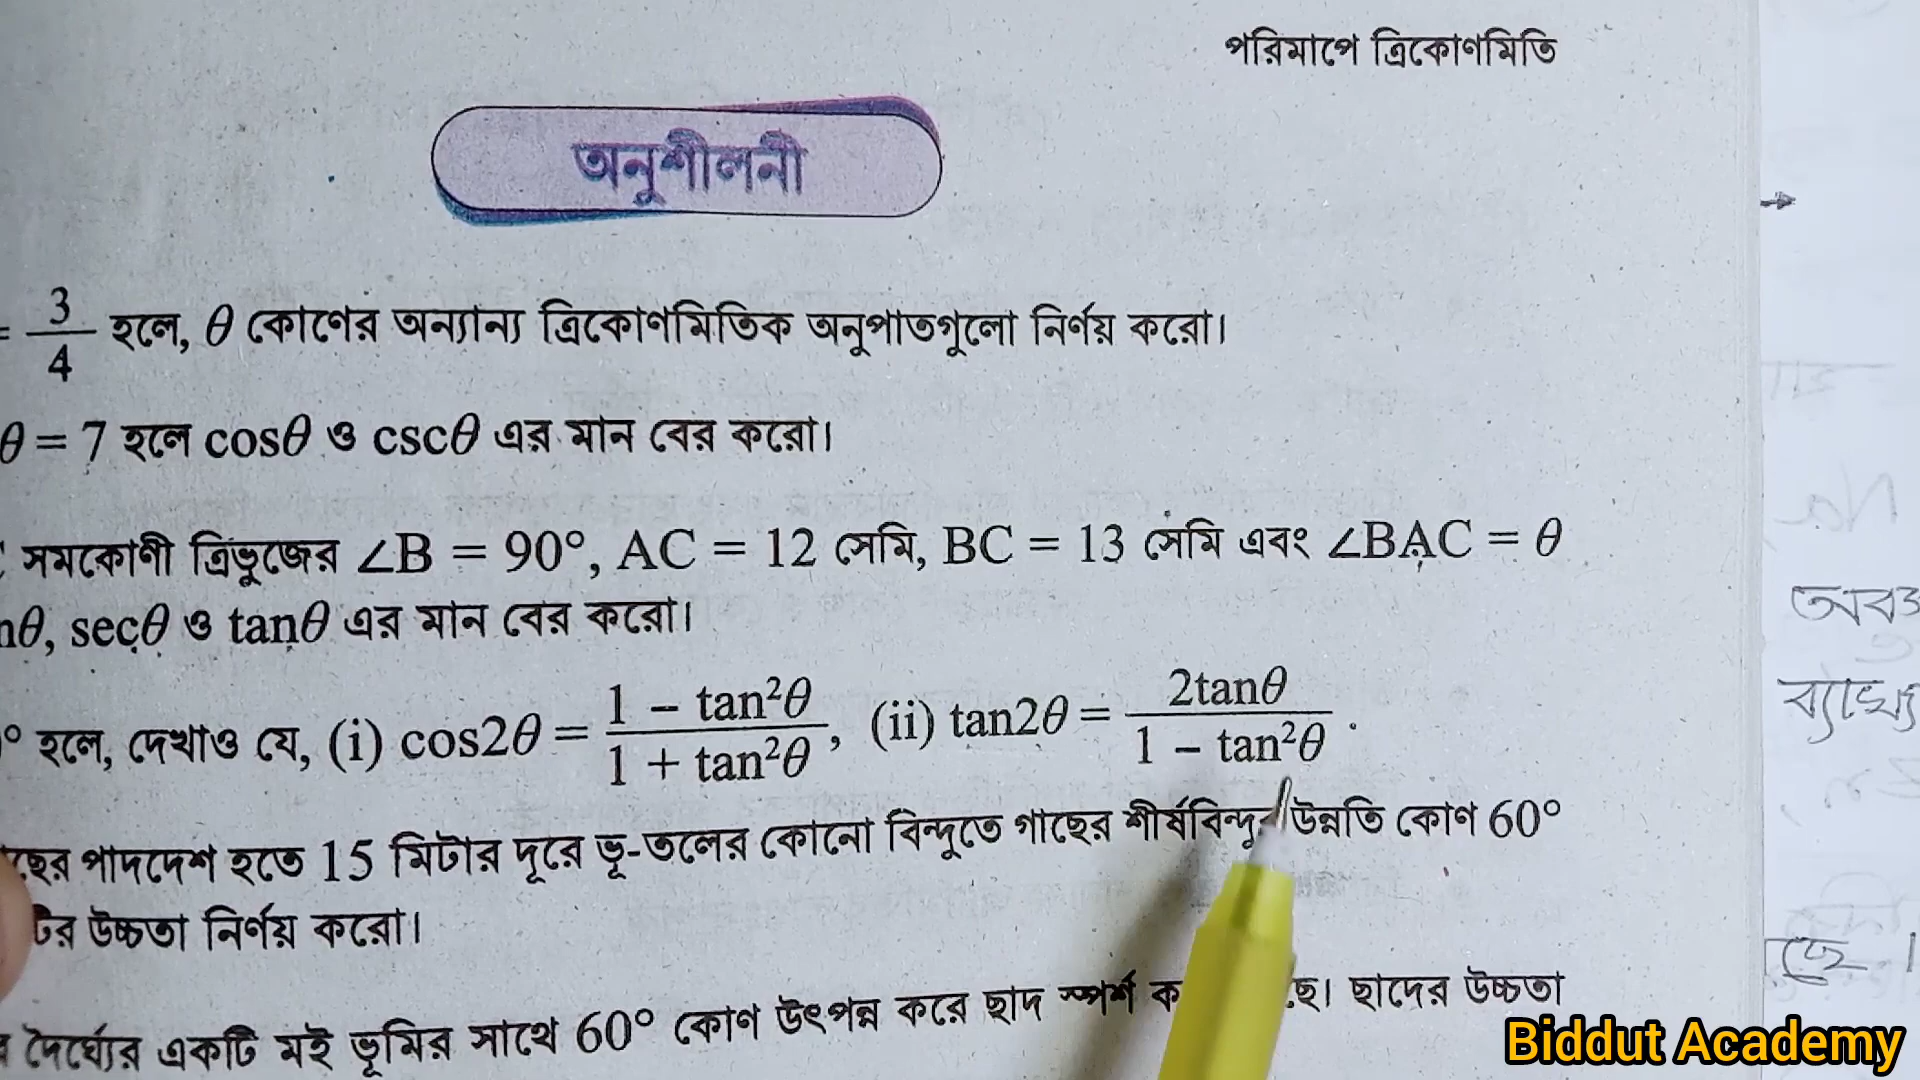 পরিমাপে ত্রিকোণমিতি
অনুশীলনী
= 3/4 হলে, θ কোণের অন্যান্য ত্রিকোণমিতিক অনুপাতগুলো নির্ণয় করো।
θ = 7 হলে cosθ ও cscθ এর মান বের করো।
সমকোণী ত্রিভুজের ∠B = 90°, AC = 12 সেমি, BC = 13 সেমি এবং ∠BAC = θ
nθ, secθ ও tanθ এর মান বের করো।
° হলে, দেখাও যে, (i) cos2θ = (1 − tan²θ)/(1 + tan²θ), (ii) tan2θ = 2tanθ/(1 − tan²θ).
ছের পাদদেশ হতে 15 মিটার দূরে ভূ-তলের কোনো বিন্দুতে গাছের শীর্ষবিন্দুর উন্নতি কোণ 60°
টির উচ্চতা নির্ণয় করো।
দৈর্ঘ্যের একটি মই ভূমির সাথে 60° কোণ উৎপন্ন করে ছাদ স্পর্শ ক ছে। ছাদের উচ্চতা
Biddut Academy